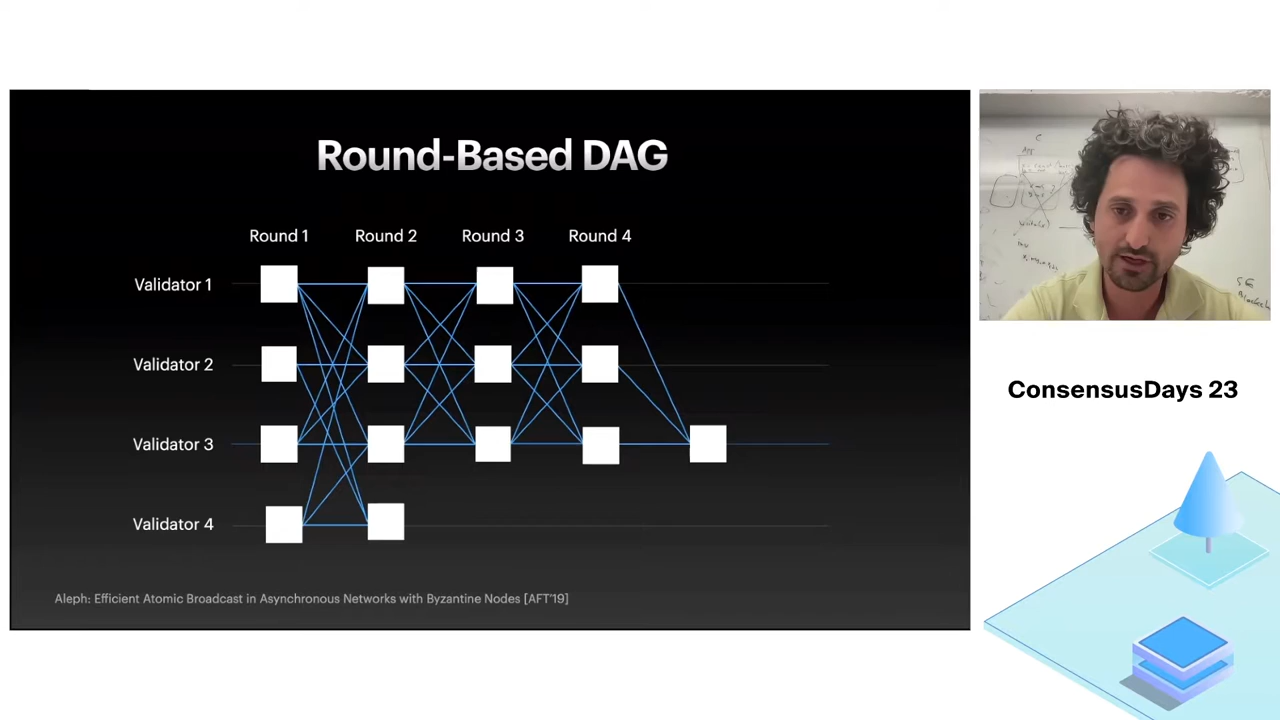 Round-Based DAG
Round 1 Round 2 Round 3 Round 4
Validator 1
Validator 2
Validator 3
Validator 4
Aleph: Efficient Atomic Broadcast in Asynchronous Networks with Byzantine Nodes [AFT'19]
ConsensusDays 23